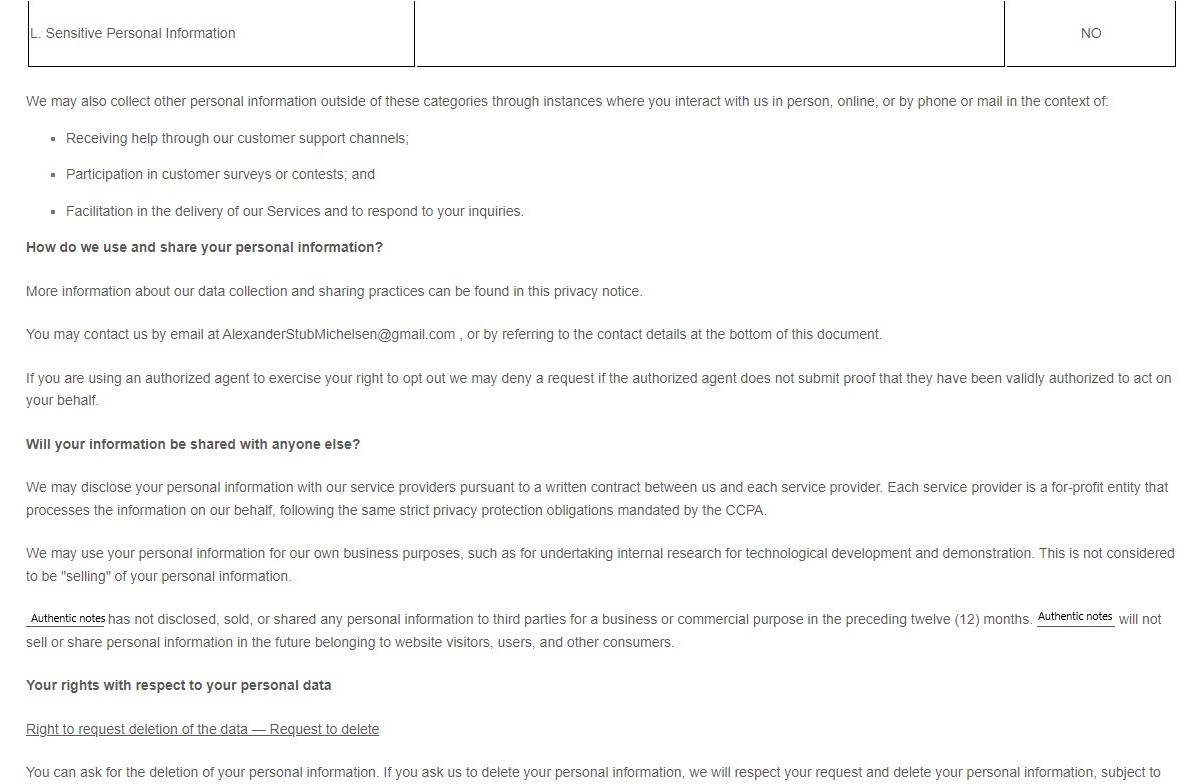 L. Sensitive Personal Information NO
We may also collect other personal information outside of these categories through instances where you interact with us in person, online, or by phone or mail in the context of:
▪ Receiving help through our customer support channels;
▪ Participation in customer surveys or contests; and
▪ Facilitation in the delivery of our Services and to respond to your inquiries.
How do we use and share your personal information?
More information about our data collection and sharing practices can be found in this privacy notice.
You may contact us by email at AlexanderStubMichelsen@gmail.com , or by referring to the contact details at the bottom of this document.
If you are using an authorized agent to exercise your right to opt out we may deny a request if the authorized agent does not submit proof that they have been validly authorized to act on
your behalf.
Will your information be shared with anyone else?
We may disclose your personal information with our service providers pursuant to a written contract between us and each service provider. Each service provider is a for-profit entity that
processes the information on our behalf, following the same strict privacy protection obligations mandated by the CCPA.
We may use your personal information for our own business purposes, such as for undertaking internal research for technological development and demonstration. This is not considered
to be "selling" of your personal information.
Authentic notes has not disclosed, sold, or shared any personal information to third parties for a business or commercial purpose in the preceding twelve (12) months. Authentic notes will not
sell or share personal information in the future belonging to website visitors, users, and other consumers.
Your rights with respect to your personal data
Right to request deletion of the data — Request to delete
You can ask for the deletion of your personal information. If you ask us to delete your personal information, we will respect your request and delete your personal information, subject to